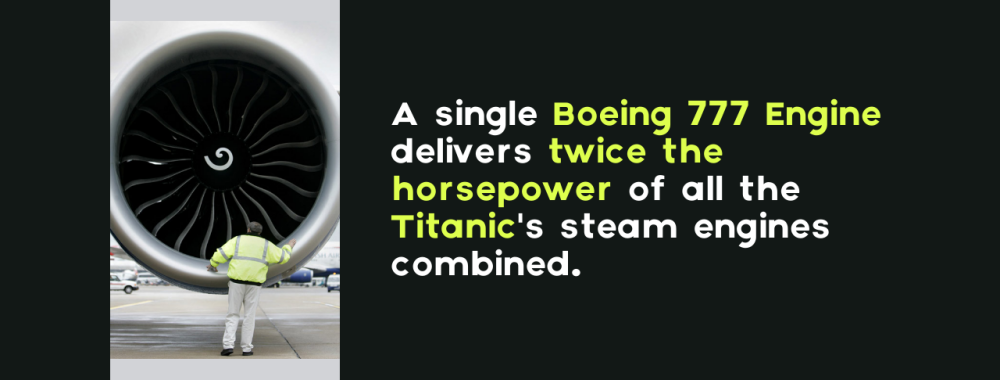 A single Boeing 777 Engine
delivers twice the
horsepower of all the
Titanic's steam engines
combined.